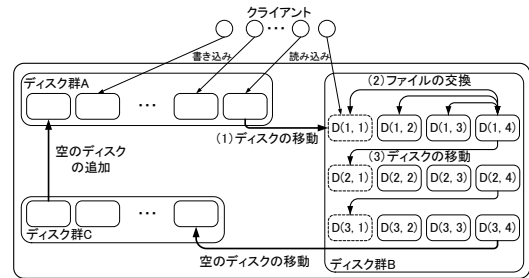 クライアント
…
書き込み 読み込み
ディスク群A
…
(1)ディスクの移動
(2)ファイルの交換
D(1, 1) D(1, 2) D(1, 3) D(1, 4)
(3)ディスクの移動
D(2, 1) D(2, 2) D(2, 3) D(2, 4)
D(3, 1) D(3, 2) D(3, 3) D(3, 4)
ディスク群B
空のディスク
の追加
…
ディスク群C
空のディスクの移動